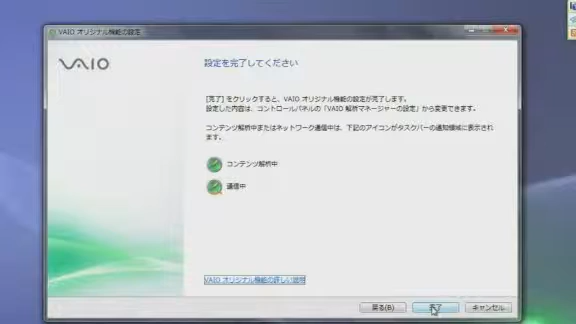 VAIO オリジナル機能の設定
VAIO
設定を完了してください
[完了] をクリックすると、VAIO オリジナル機能の設定が完了します。
設定した内容は、コントロールパネルの「VAIO 解析マネージャーの設定」から変更できます。
コンテンツ解析中またはネットワーク通信中は、下記のアイコンがタスクバーの通知領域に表示されます。
コンテンツ解析中
通信中
VAIO オリジナル機能の詳しい説明
戻る(B)
完了
キャンセル